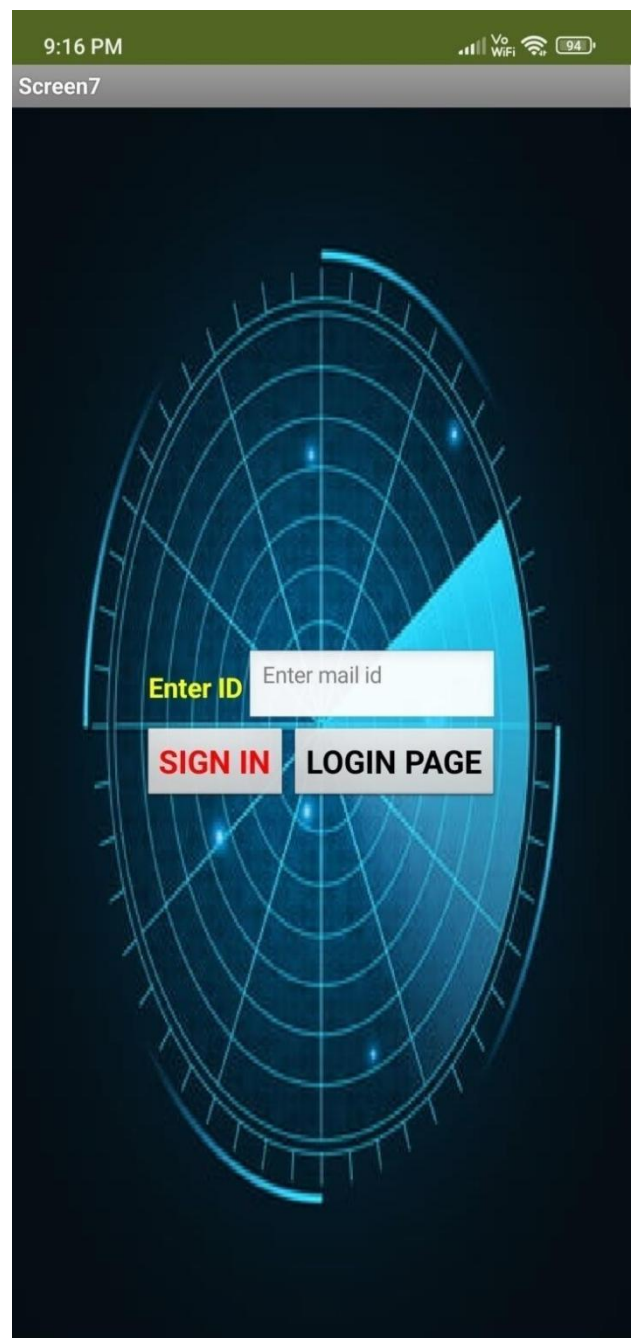 9:16 PM Vo WiFi 94
Screen7
Enter ID Enter mail id
SIGN IN LOGIN PAGE